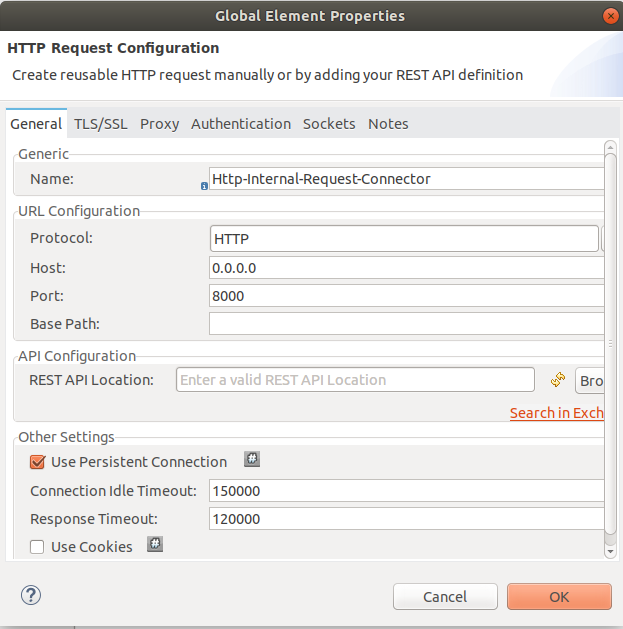 Global Element Properties
HTTP Request Configuration
Create reusable HTTP request manually or by adding your REST API definition
General TLS/SSL Proxy Authentication Sockets Notes
Generic
Name: Http-Internal-Request-Connector
URL Configuration
Protocol: HTTP
Host: 0.0.0.0
Port: 8000
Base Path:
API Configuration
REST API Location: Enter a valid REST API Location Bro
Search in Exch
Other Settings
Use Persistent Connection #
Connection Idle Timeout: 150000
Response Timeout: 120000
Use Cookies #
? Cancel OK